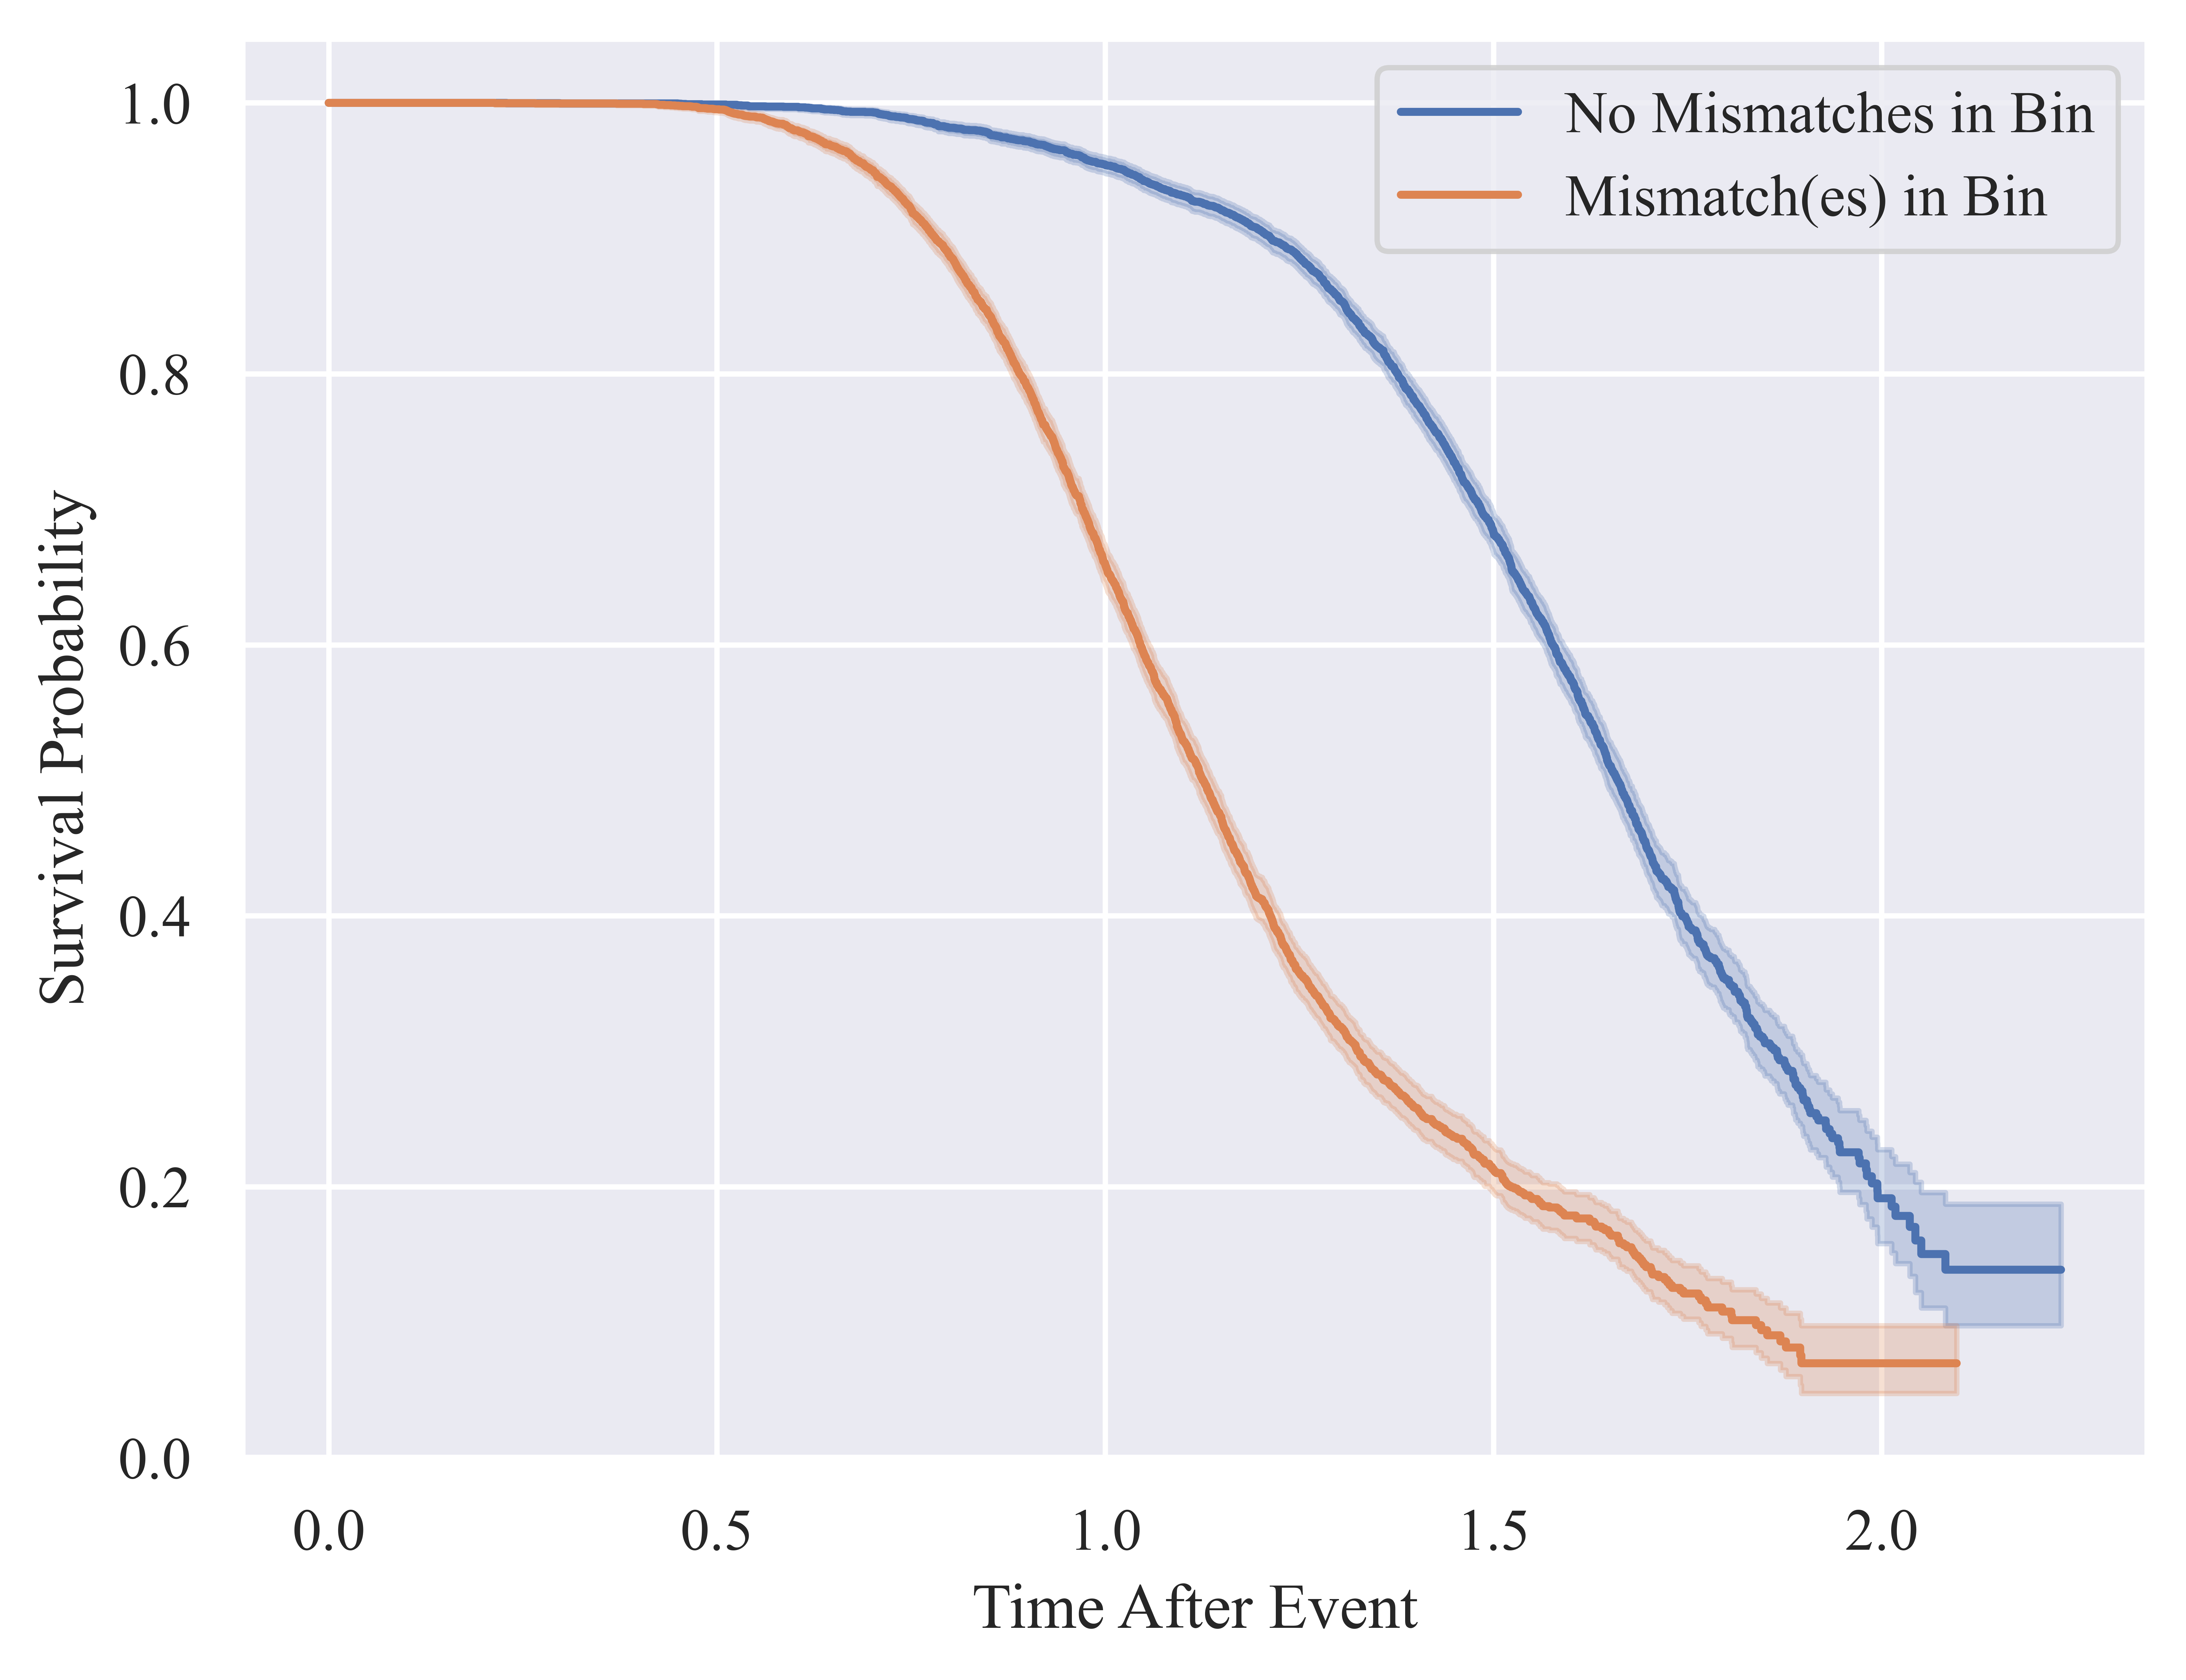 No Mismatches in Bin
Mismatch(es) in Bin
1.0
0.8
0.6
0.4
0.2
0.0
Survival Probability
0.0 0.5 1.0 1.5 2.0
Time After Event